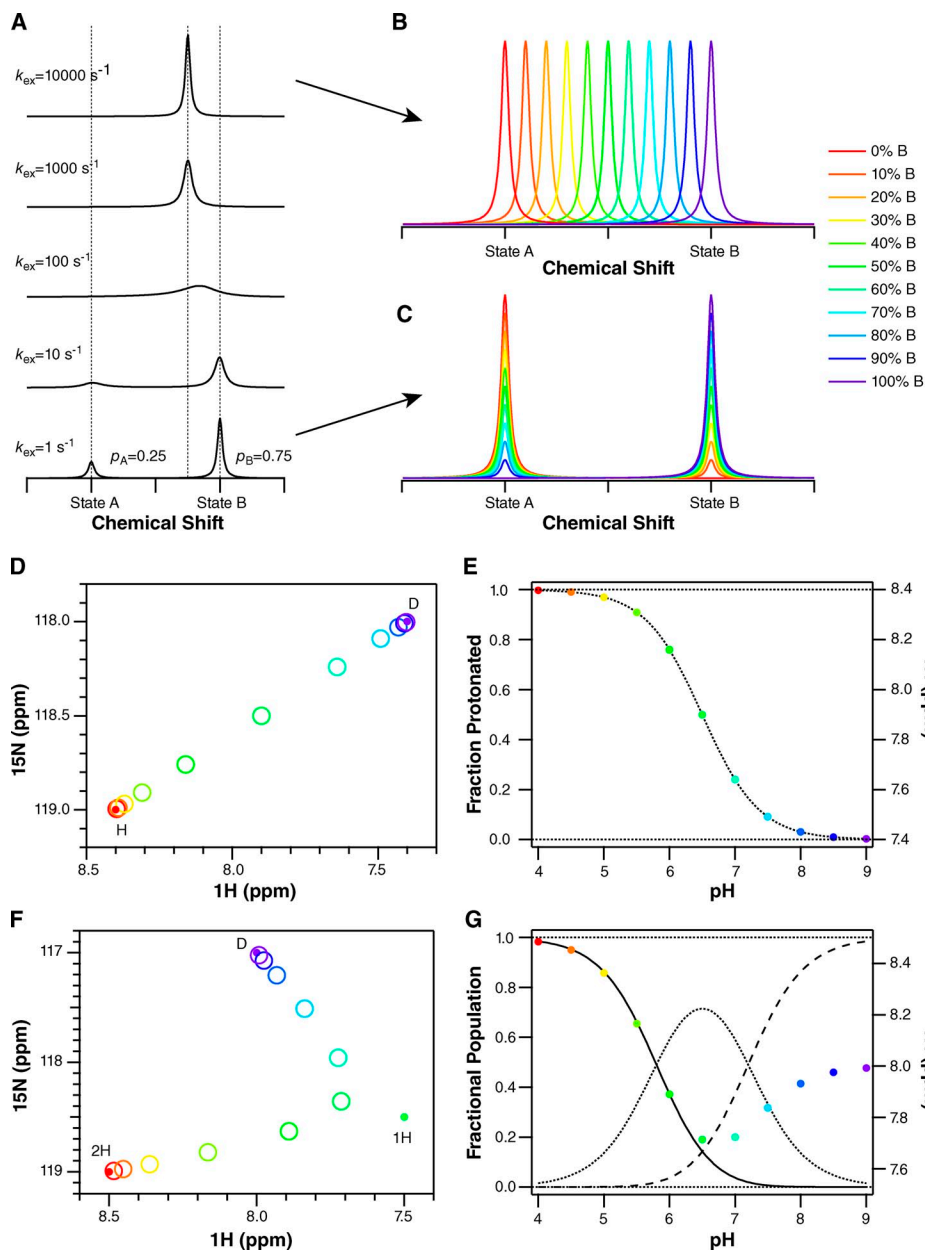 A
k_ex=10000 s⁻¹
k_ex=1000 s⁻¹
k_ex=100 s⁻¹
k_ex=10 s⁻¹
k_ex=1 s⁻¹
p_A=0.25
p_B=0.75
State A
State B
Chemical Shift
B
State A
State B
Chemical Shift
C
State A
State B
Chemical Shift
0% B
10% B
20% B
30% B
40% B
50% B
60% B
70% B
80% B
90% B
100% B
D
118.0
118.5
119.0
15N (ppm)
D
H
8.5
8.0
7.5
1H (ppm)
E
1.0
0.8
0.6
0.4
0.2
0.0
Fraction Protonated
8.4
8.2
8.0
7.8
7.6
7.4
4
5
6
7
8
9
pH
F
117
118
119
15N (ppm)
D
2H
1H
8.5
8.0
7.5
1H (ppm)
G
1.0
0.8
0.6
0.4
0.2
0.0
Fractional Population
8.4
8.2
8.0
7.8
7.6
4
5
6
7
8
9
pH